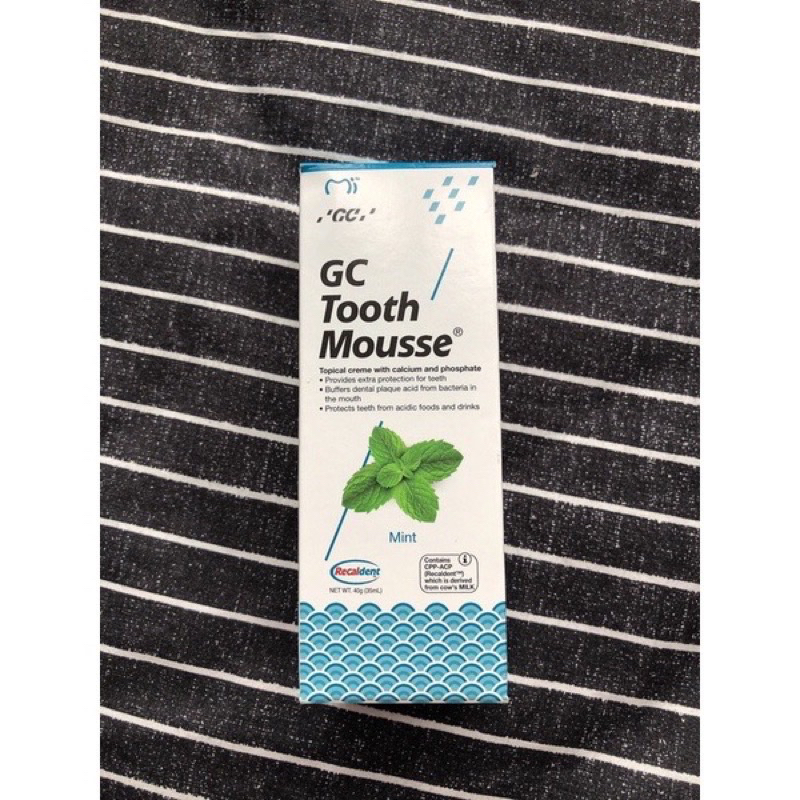 Mi
GC
GC
Tooth
Mousse®
Topical creme with calcium and phosphate
• Provides extra protection for teeth
• Buffers dental plaque acid from bacteria in
the mouth
• Protects teeth from acidic foods and drinks
Mint
Recaldent
NET WT. 40g (35mL)
Contains i
CPP-ACP
(Recaldent™)
which is derived
from cow's MILK